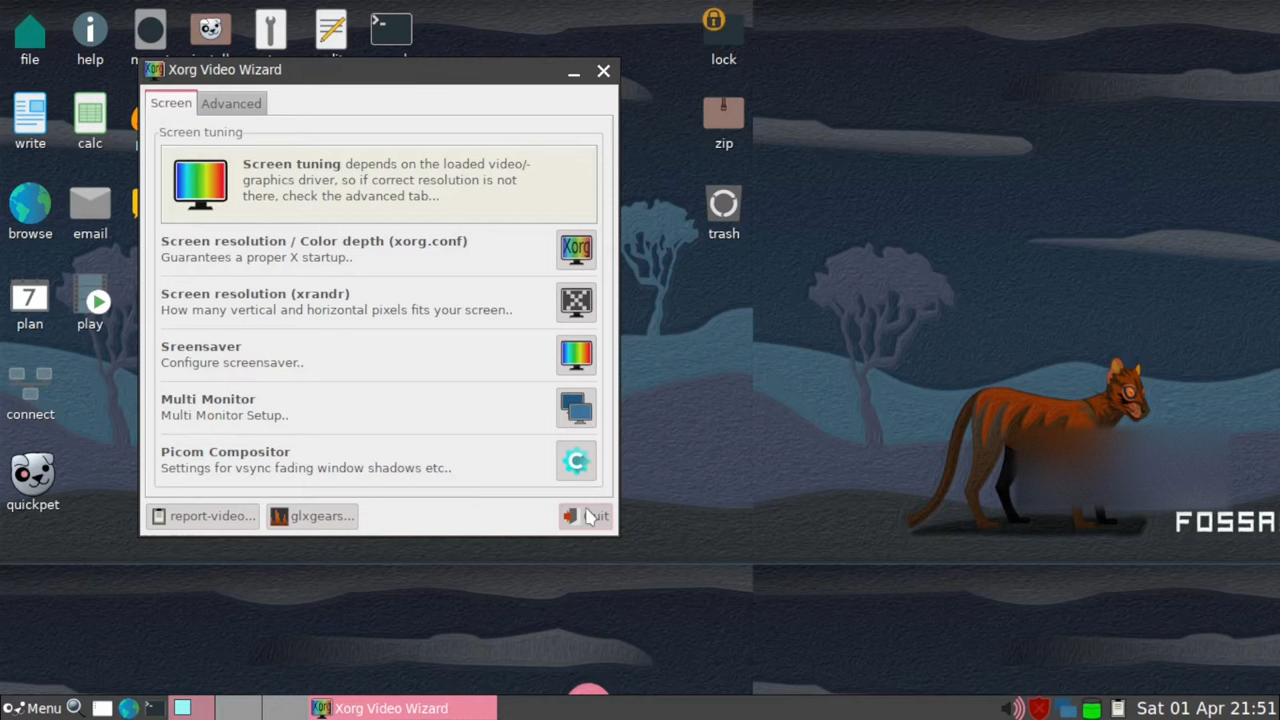 file
help
lock
Xorg Video Wizard
Screen
Advanced
write
calc
zip
Screen tuning
Screen tuning depends on the loaded video/-
graphics driver, so if correct resolution is not
there, check the advanced tab...
browse
email
trash
Screen resolution / Color depth (xorg.conf)
Guarantees a proper X startup..
Xorg
Screen resolution (xrandr)
How many vertical and horizontal pixels fits your screen..
7
plan
play
Sreensaver
Configure screensaver..
connect
Multi Monitor
Multi Monitor Setup..
Picom Compositor
Settings for vsync fading window shadows etc..
quickpet
report-video...
glxgears...
FOSSA
Menu
Xorg Video Wizard
Sat 01 Apr 21:51